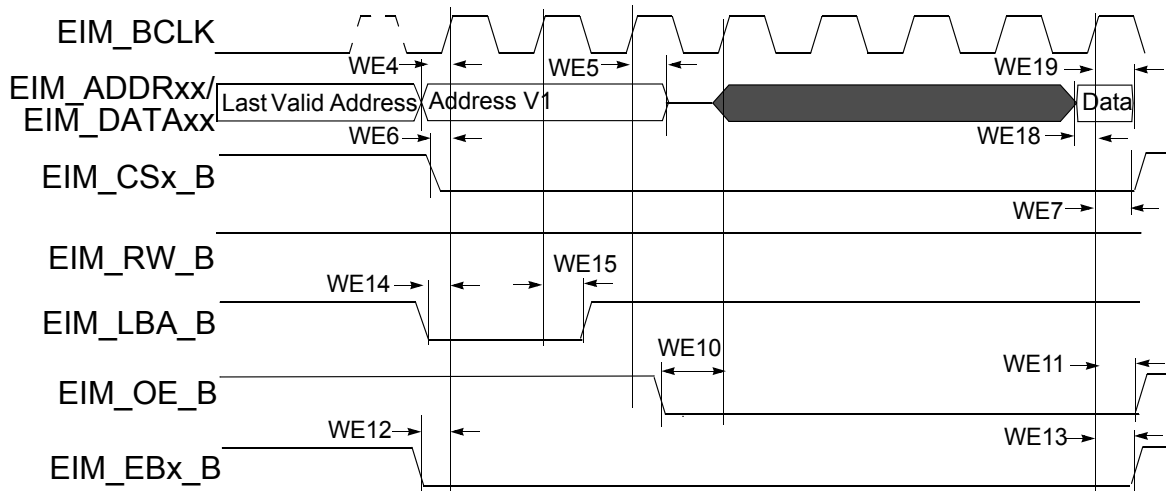 EIM_BCLK
WE4
WE5
WE19
EIM_ADDRxx/
EIM_DATAxx
Last Valid Address
Address V1
Data
WE6
WE18
EIM_CSx_B
WE7
EIM_RW_B
WE14
WE15
EIM_LBA_B
WE10
WE11
EIM_OE_B
WE12
WE13
EIM_EBx_B